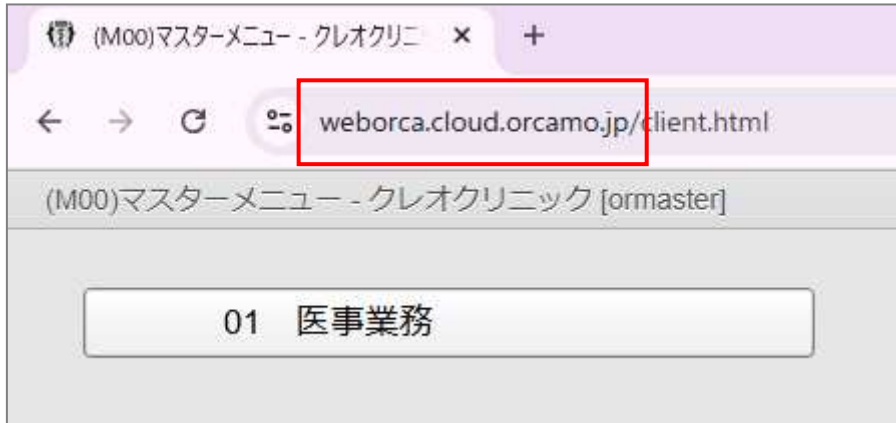 (M00)マスターメニュー - クレオクリニ
weborca.cloud.orcamo.jp/client.html
(M00)マスターメニュー - クレオクリニック [ormaster]
01 医事業務